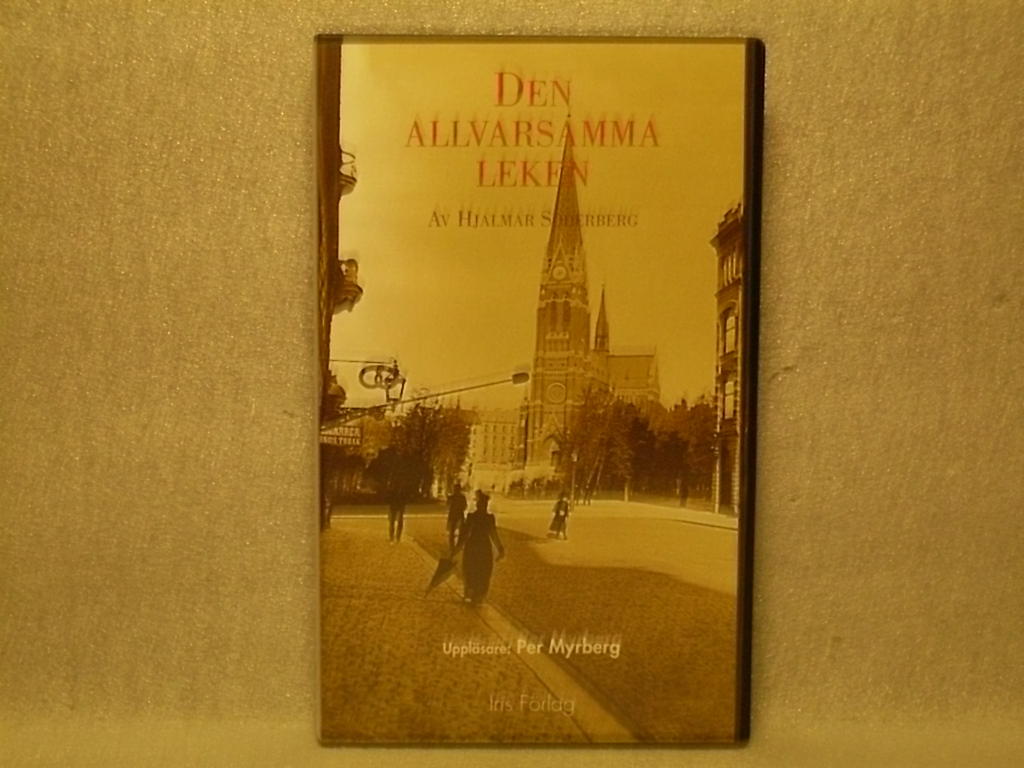 DEN
ALLVARSAMMA
LEKEN
AV HJALMAR SÖDERBERG
Uppläsare: Per Myrberg
Iris Förlag